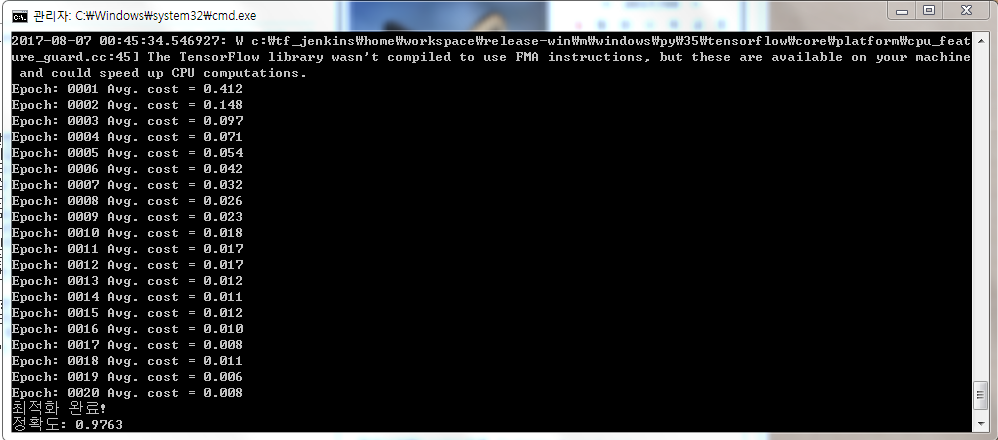 관리자: C:₩Windows₩system32₩cmd.exe
2017-08-07 00:45:34.546927: W c:₩tf_jenkins₩home₩workspace₩release-win₩m₩windows₩py₩35₩tensorflow₩core₩platform₩cpu_feat
ure_guard.cc:45] The TensorFlow library wasn't compiled to use FMA instructions, but these are available on your machine
and could speed up CPU computations.
Epoch: 0001 Avg. cost = 0.412
Epoch: 0002 Avg. cost = 0.148
Epoch: 0003 Avg. cost = 0.097
Epoch: 0004 Avg. cost = 0.071
Epoch: 0005 Avg. cost = 0.054
Epoch: 0006 Avg. cost = 0.042
Epoch: 0007 Avg. cost = 0.032
Epoch: 0008 Avg. cost = 0.026
Epoch: 0009 Avg. cost = 0.023
Epoch: 0010 Avg. cost = 0.018
Epoch: 0011 Avg. cost = 0.017
Epoch: 0012 Avg. cost = 0.017
Epoch: 0013 Avg. cost = 0.012
Epoch: 0014 Avg. cost = 0.011
Epoch: 0015 Avg. cost = 0.012
Epoch: 0016 Avg. cost = 0.010
Epoch: 0017 Avg. cost = 0.008
Epoch: 0018 Avg. cost = 0.011
Epoch: 0019 Avg. cost = 0.006
Epoch: 0020 Avg. cost = 0.008
최적화 완료!
정확도: 0.9763